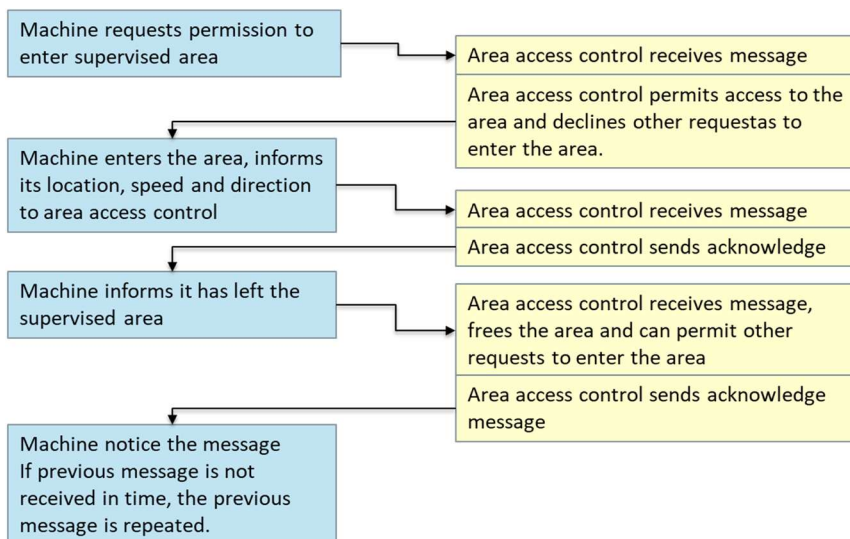 Machine requests permission to
enter supervised area
Area access control receives message
Area access control permits access to the
area and declines other requestas to
enter the area.
Machine enters the area, informs
its location, speed and direction
to area access control
Area access control receives message
Area access control sends acknowledge
Machine informs it has left the
supervised area
Area access control receives message,
frees the area and can permit other
requests to enter the area
Area access control sends acknowledge
message
Machine notice the message
If previous message is not
received in time, the previous
message is repeated.